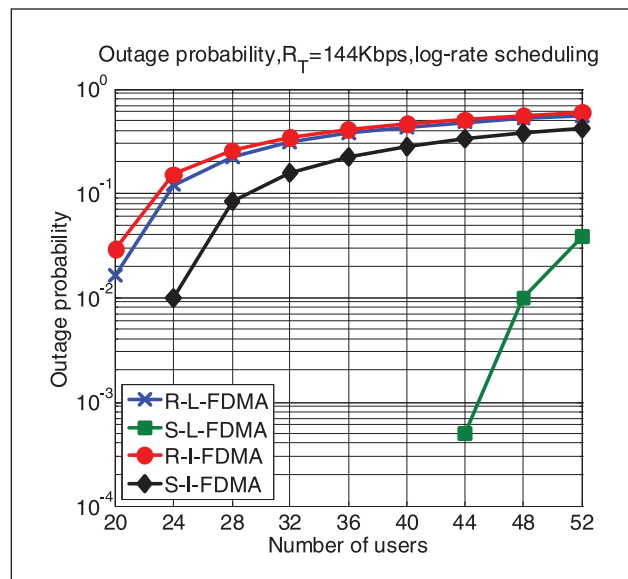 Outage probability,R_T=144Kbps,log-rate scheduling
10^0
10^-1
10^-2
10^-3
10^-4
Outage probability
R-L-FDMA
S-L-FDMA
R-I-FDMA
S-I-FDMA
20 24 28 32 36 40 44 48 52
Number of users